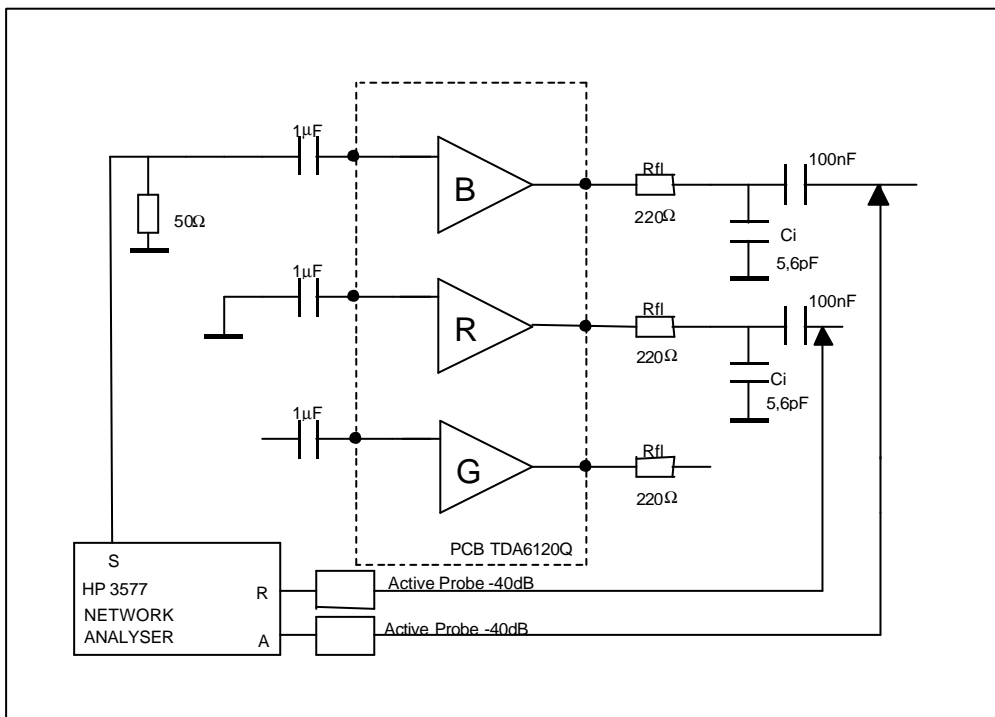 1μF
B
Rfl
220Ω
100nF
Ci
5,6pF
50Ω
1μF
R
Rfl
220Ω
100nF
Ci
5,6pF
1μF
G
Rfl
220Ω
PCB TDA6120Q
S
HP 3577
NETWORK
ANALYSER
R
A
Active Probe -40dB
Active Probe -40dB